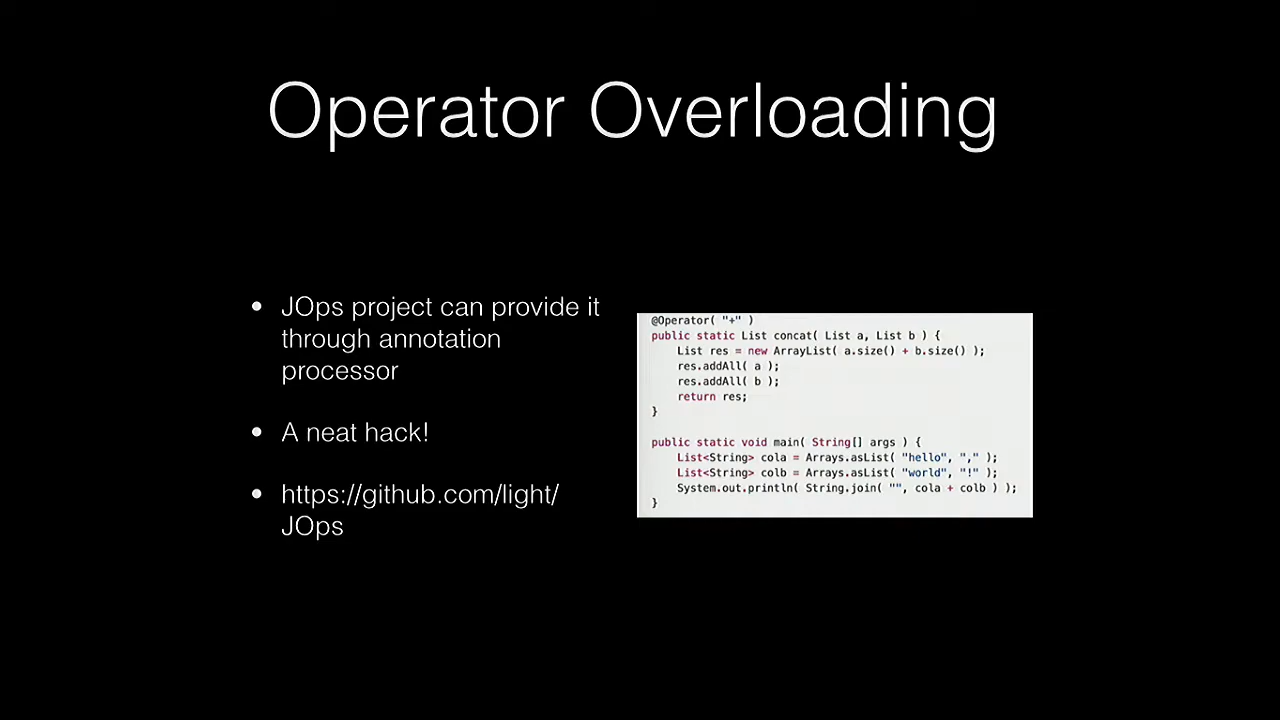 Operator Overloading
• JOps project can provide it
through annotation
processor
• A neat hack!
• https://github.com/light/
JOps
@Operator( "+" )
public static List concat( List a, List b ) {
    List res = new ArrayList( a.size() + b.size() );
    res.addAll( a );
    res.addAll( b );
    return res;
}
public static void main( String[] args ) {
    List<String> cola = Arrays.asList( "hello", "," );
    List<String> colb = Arrays.asList( "world", "!" );
    System.out.println( String.join( "", cola + colb ) );
}